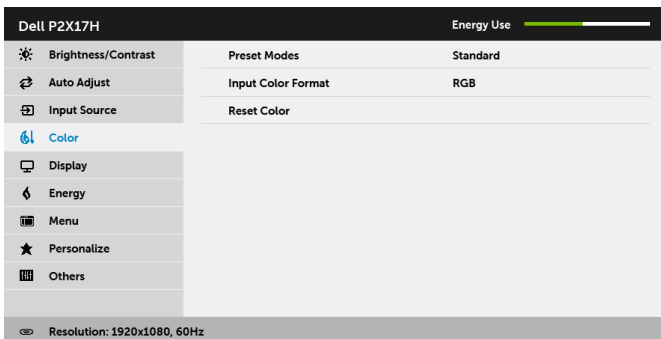 Dell P2X17H Energy Use
Brightness/Contrast Preset Modes Standard
Auto Adjust Input Color Format RGB
Input Source Reset Color
Color
Display
Energy
Menu
Personalize
Others
Resolution: 1920x1080, 60Hz